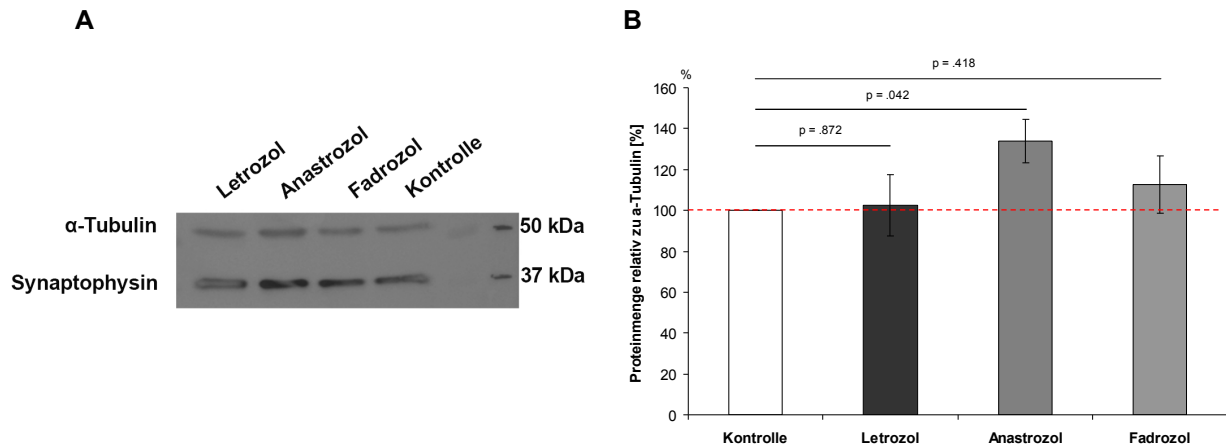 A
Letrozol
Anastrozol
Fadrozol
Kontrolle
α-Tubulin
50 kDa
Synaptophysin
37 kDa
B
%
p = .418
p = .042
p = .872
Proteinmenge relativ zu a-Tubulin [%]
160
140
120
100
80
60
40
20
0
Kontrolle
Letrozol
Anastrozol
Fadrozol